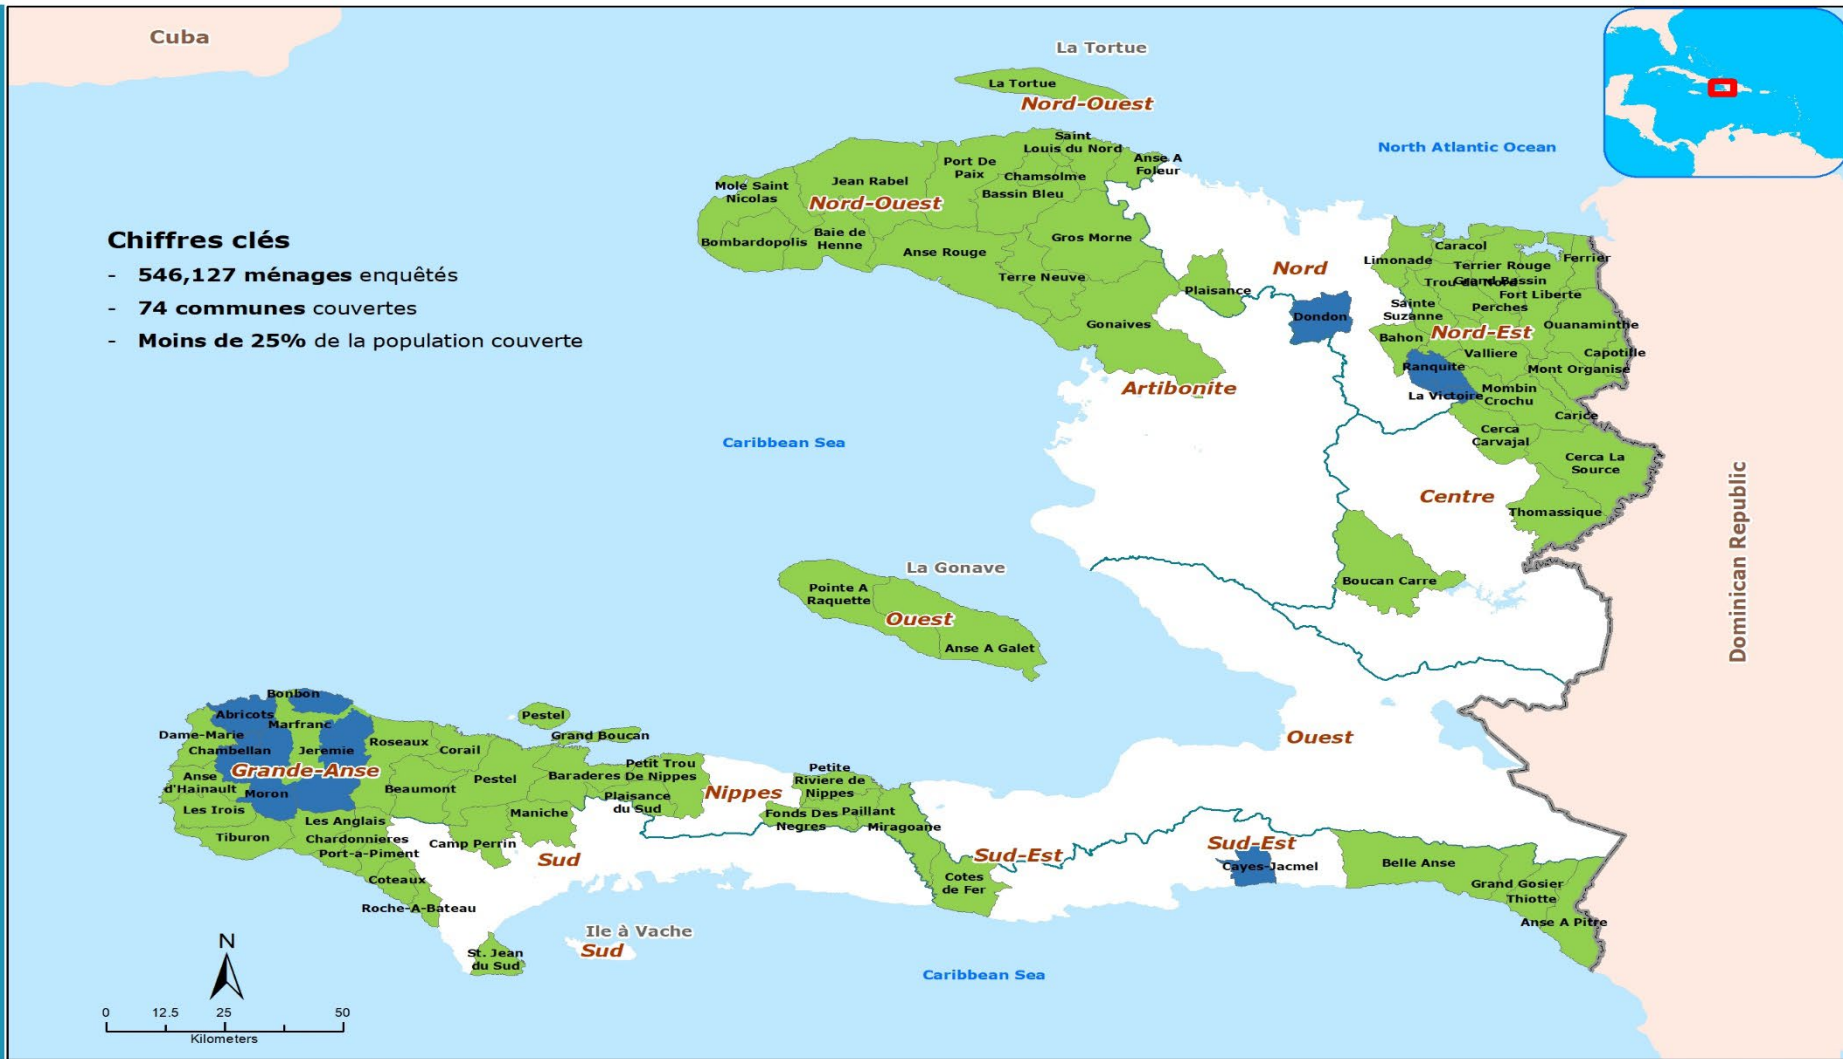 Cuba
La Tortue
La Tortue
Nord-Ouest
North Atlantic Ocean
Saint
Louis du Nord
Anse A
Foleur
Port De
Paix
Chamsolme
Jean Rabel
Mole Saint
Nicolas
Bassin Bleu
Nord-Ouest
Bombardopolis
Baie de
Henne
Anse Rouge
Gros Morne
Terre Neuve
Gonaives
Plaisance
Nord
Dondon
Artibonite
Chiffres clés
- 546,127 ménages enquêtés
- 74 communes couvertes
- Moins de 25% de la population couverte
Caracol
Limonade
Terrier Rouge
Ferrier
Trou du Nord
Grand Bassin
Fort Liberte
Sainte
Suzanne
Perches
Ouanaminthe
Nord-Est
Bahon
Valliere
Capotille
Ranquite
Mont Organise
La Victoire
Mombin
Crochu
Carice
Cerca
Carvajal
Cerca La
Source
Centre
Thomassique
Boucan Carre
Dominican Republic
Caribbean Sea
La Gonave
Pointe A
Raquette
Ouest
Anse A Galet
Ouest
Bonbon
Abricots
Marfranc
Dame-Marie
Chambellan
Jeremie
Roseaux
Corail
Pestel
Grand Boucan
Grande-Anse
Anse
d'Hainault
Moron
Beaumont
Pestel
Baraderes
Petit Trou
De Nippes
Les Irois
Plaisance
du Sud
Nippes
Petite
Riviere de
Nippes
Fonds Des
Negres
Paillant
Miragoane
Les Anglais
Maniche
Tiburon
Chardonnieres
Port-a-Piment
Camp Perrin
Sud
Coteaux
Roche-A-Bateau
Sud-Est
Cotes
de Fer
Sud-Est
Cayes-Jacmel
Belle Anse
Grand Gosier
Thiotte
Anse A Pitre
St. Jean
du Sud
Ile à Vache
Sud
Caribbean Sea
N
0 12.5 25 50
Kilometers